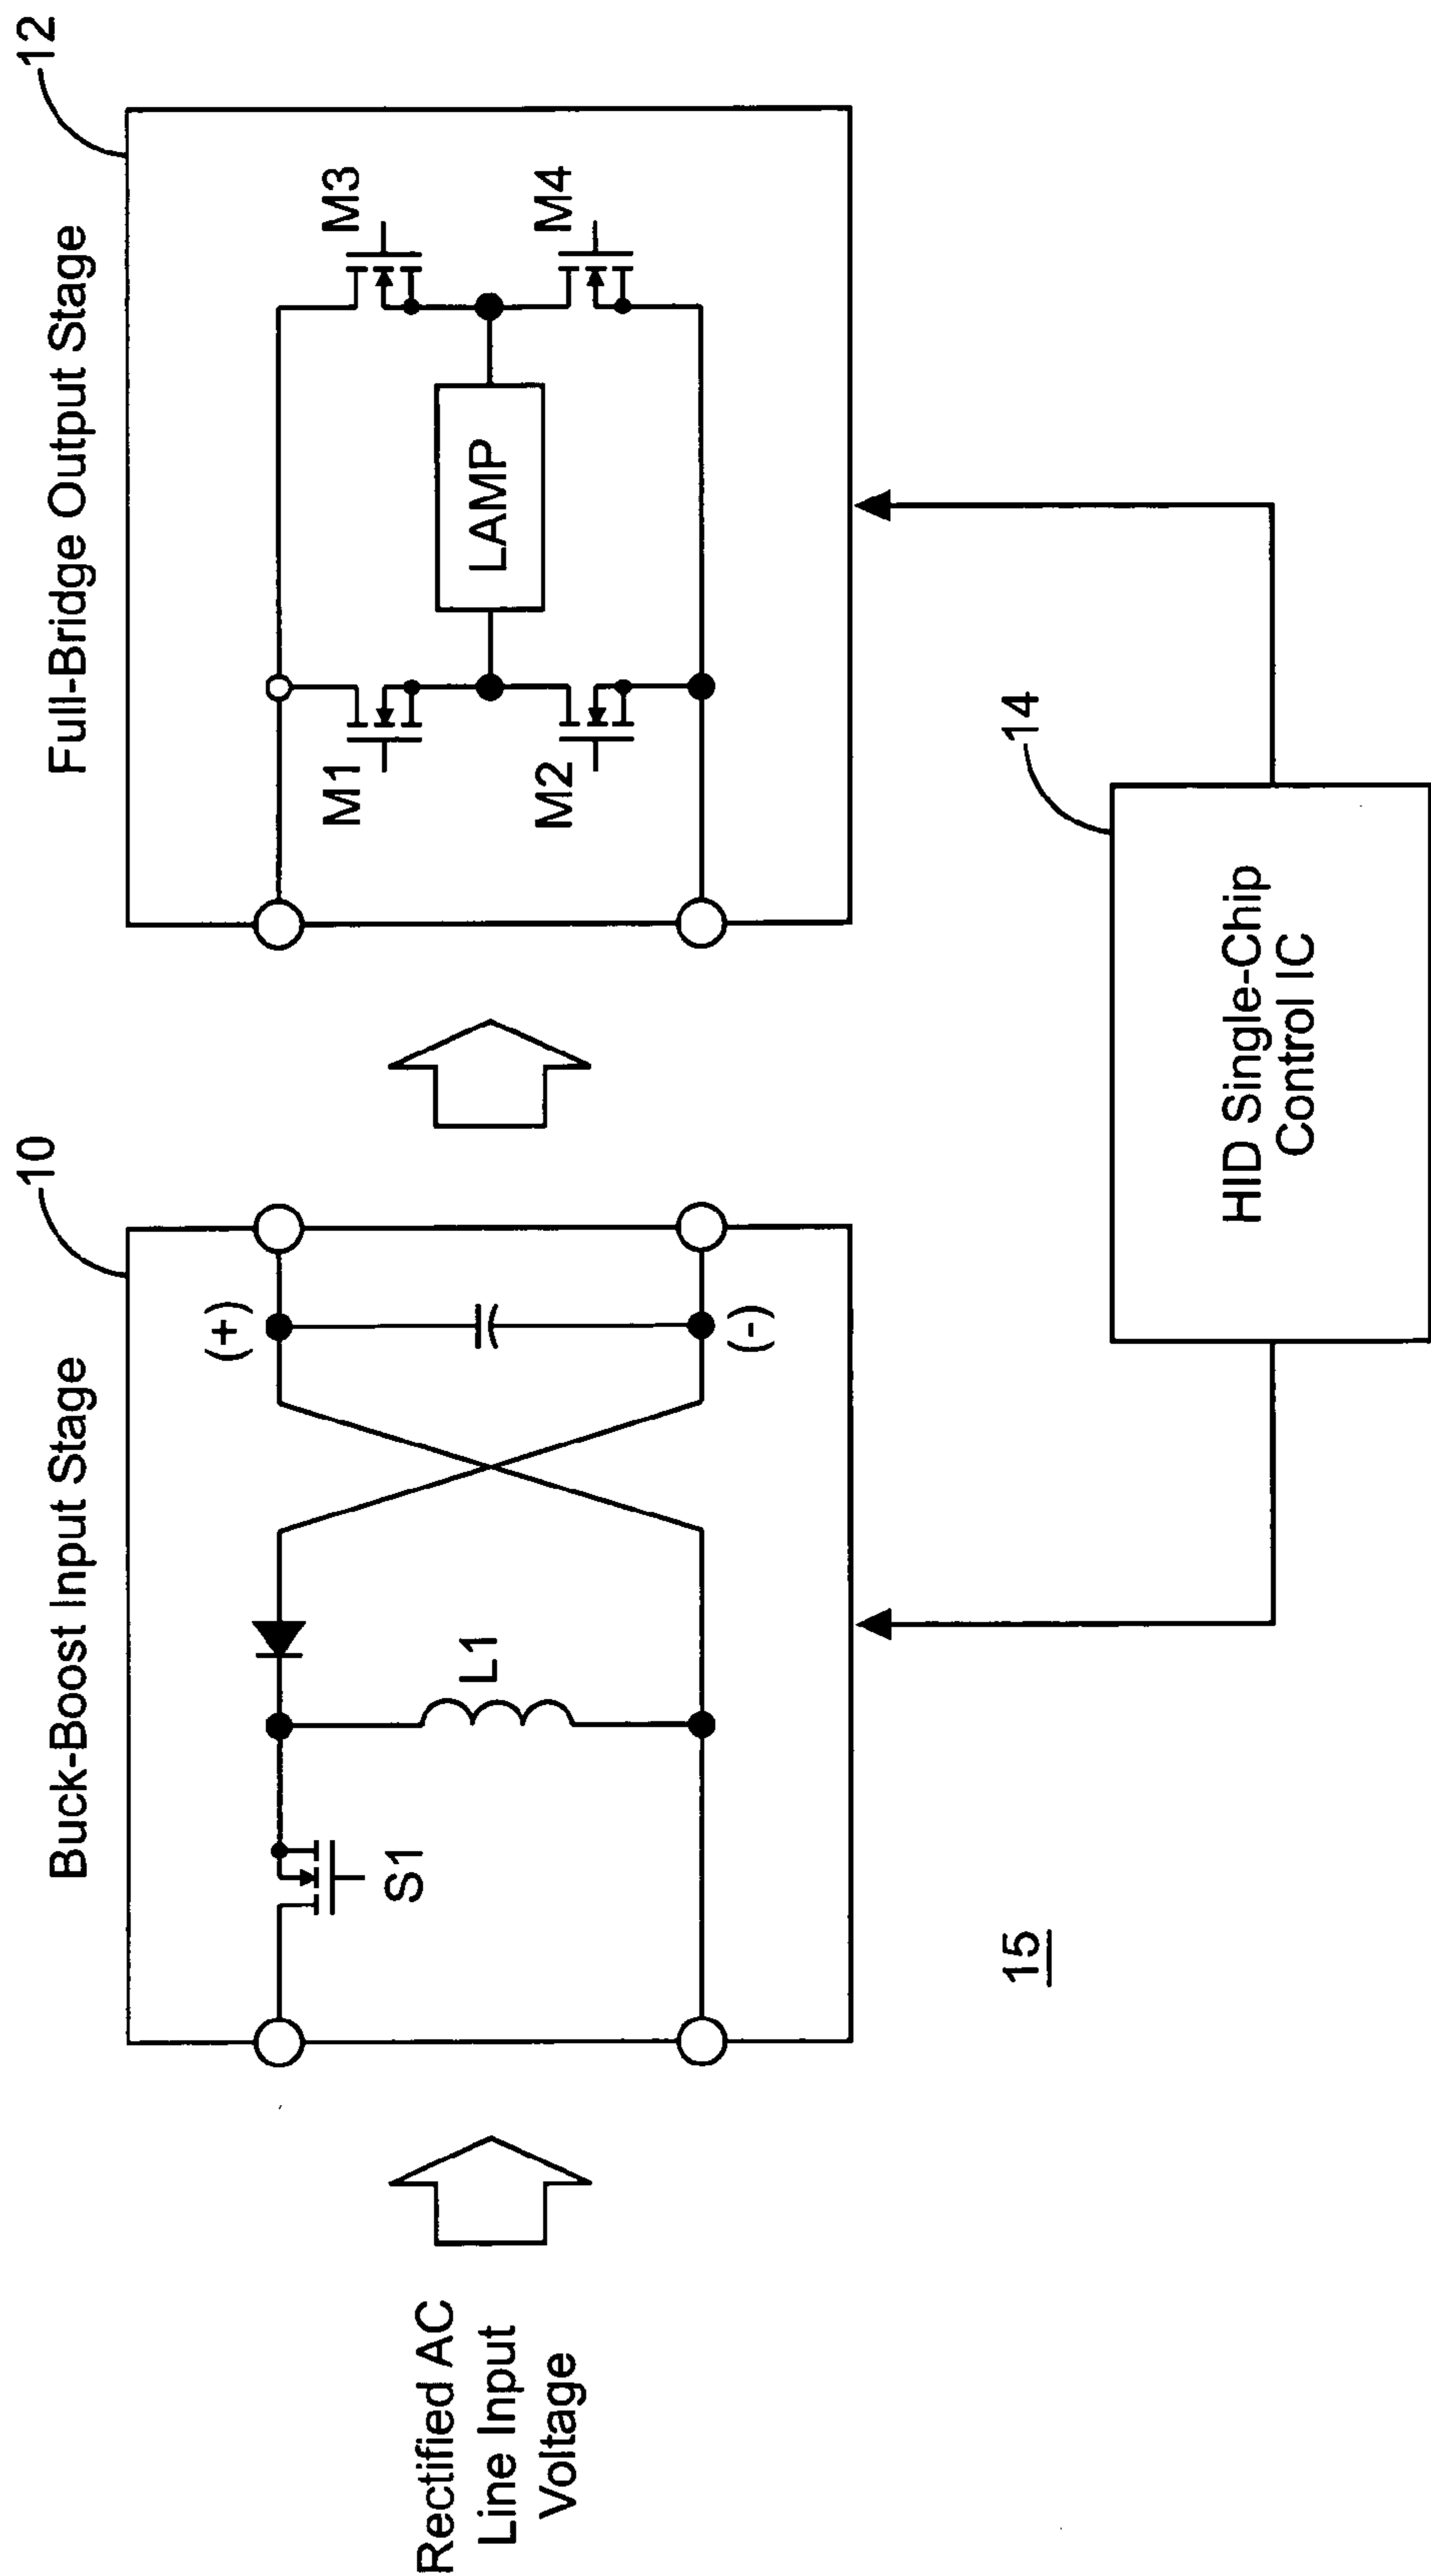 Buck-Boost Input Stage
10
(+)
(-)
S1
L1
Rectified AC
Line Input
Voltage
Full-Bridge Output Stage
12
M1
M3
LAMP
M2
M4
15
14
HID Single-Chip
Control IC